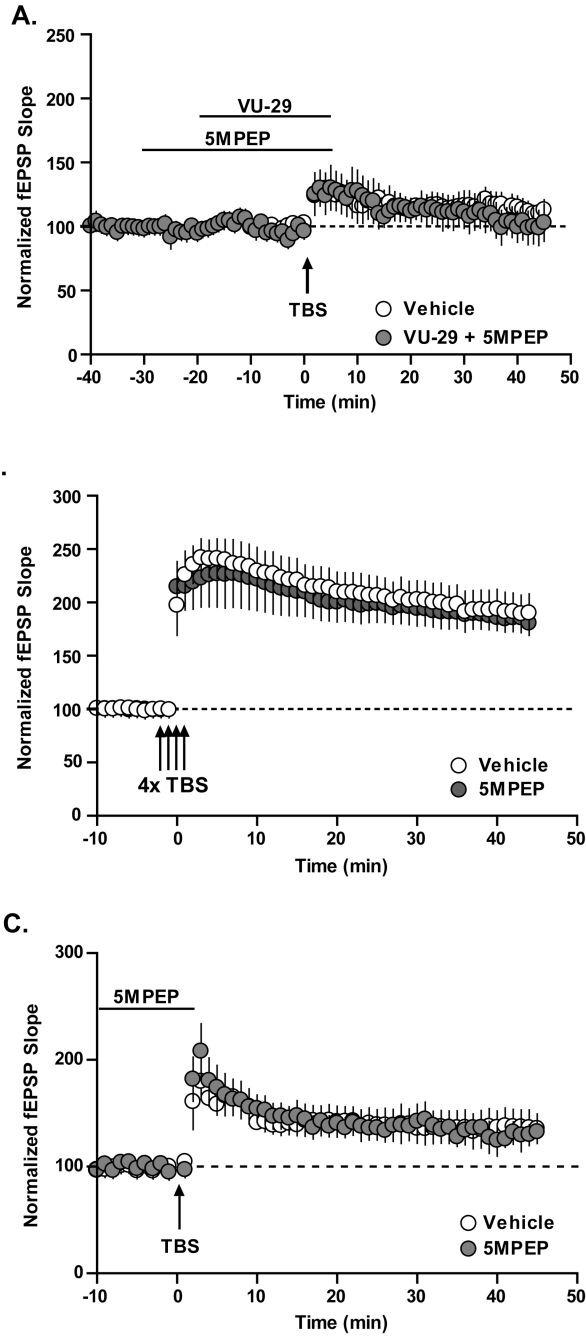 A.
250
200
150
100
50
0
Normalized fEPSP Slope
VU-29
5MPEP
TBS
Vehicle
VU-29 + 5MPEP
-40 -30 -20 -10 0 10 20 30 40 50
Time (min)
.
300
250
200
150
100
50
0
Normalized fEPSP Slope
4x TBS
Vehicle
5MPEP
-10 0 10 20 30 40 50
Time (min)
C.
300
200
100
0
Normalized fEPSP Slope
5MPEP
TBS
Vehicle
5MPEP
-10 0 10 20 30 40 50
Time (min)